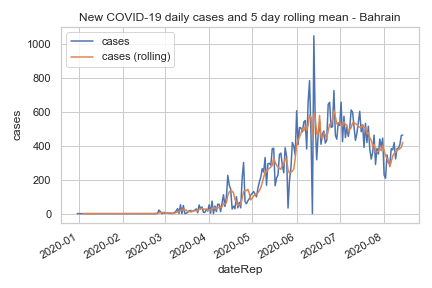 New COVID-19 daily cases and 5 day rolling mean - Bahrain
cases
cases (rolling)
1000
800
600
400
200
0
cases
2020-01
2020-02
2020-03
2020-04
2020-05
2020-06
2020-07
2020-08
dateRep